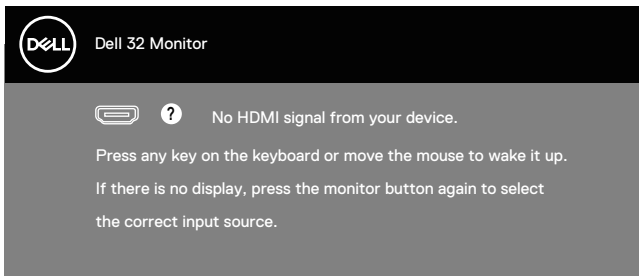 DELL
Dell 32 Monitor
? No HDMI signal from your device.
Press any key on the keyboard or move the mouse to wake it up.
If there is no display, press the monitor button again to select
the correct input source.